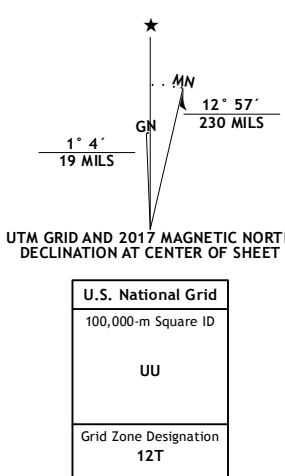 MN
GN
12° 57´
230 MILS
1° 4´
19 MILS
UTM GRID AND 2017 MAGNETIC NORT
DECLINATION AT CENTER OF SHEET
U.S. National Grid
100,000-m Square ID
UU
Grid Zone Designation
12T